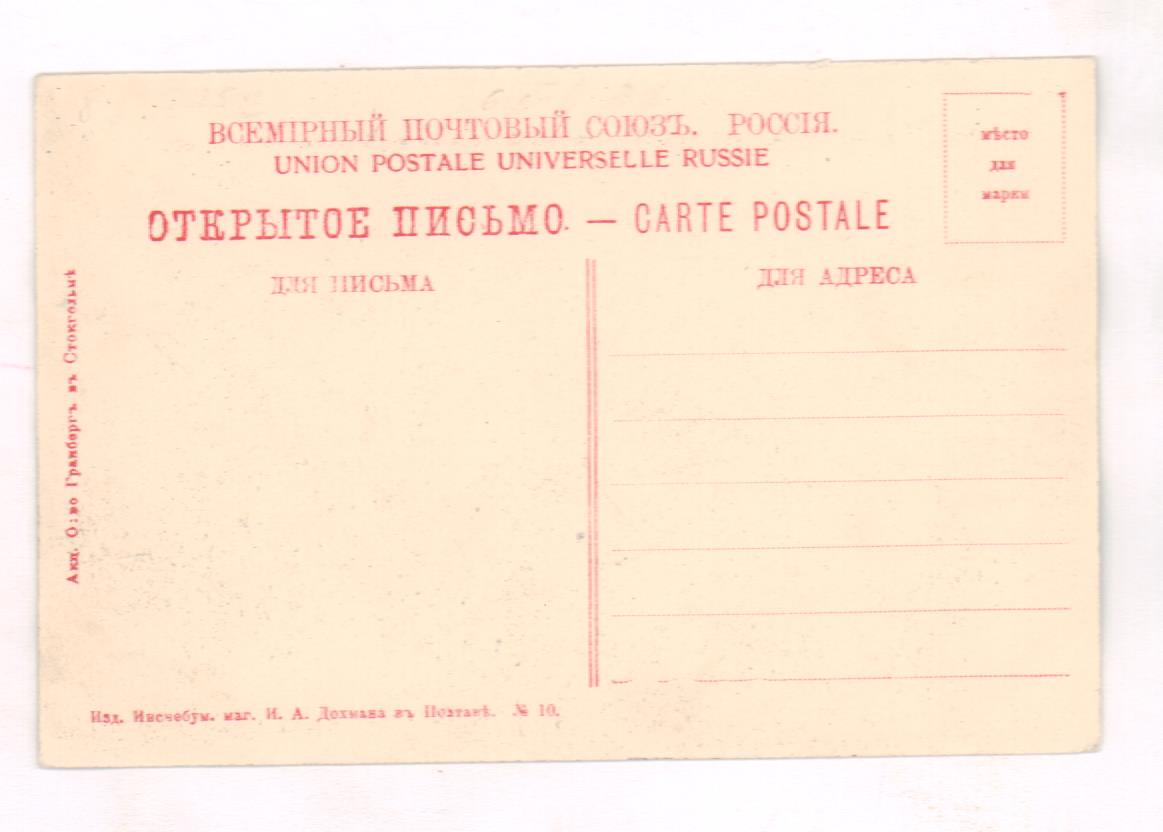 ВСЕМІРНЫЙ ПОЧТОВЫЙ СОЮЗЪ. РОССІЯ.
UNION POSTALE UNIVERSELLE RUSSIE
ОТКРЫТОЕ ПИСЬМО. — CARTE POSTALE
мѣсто
для
марки
ДЛЯ ПИСЬМА
ДЛЯ АДРЕСА
Акц. О:во Гранбергъ въ Стокгольмѣ
Изд. Писчебум. маг. И. А. Дохмана въ Полтавѣ. № 10.